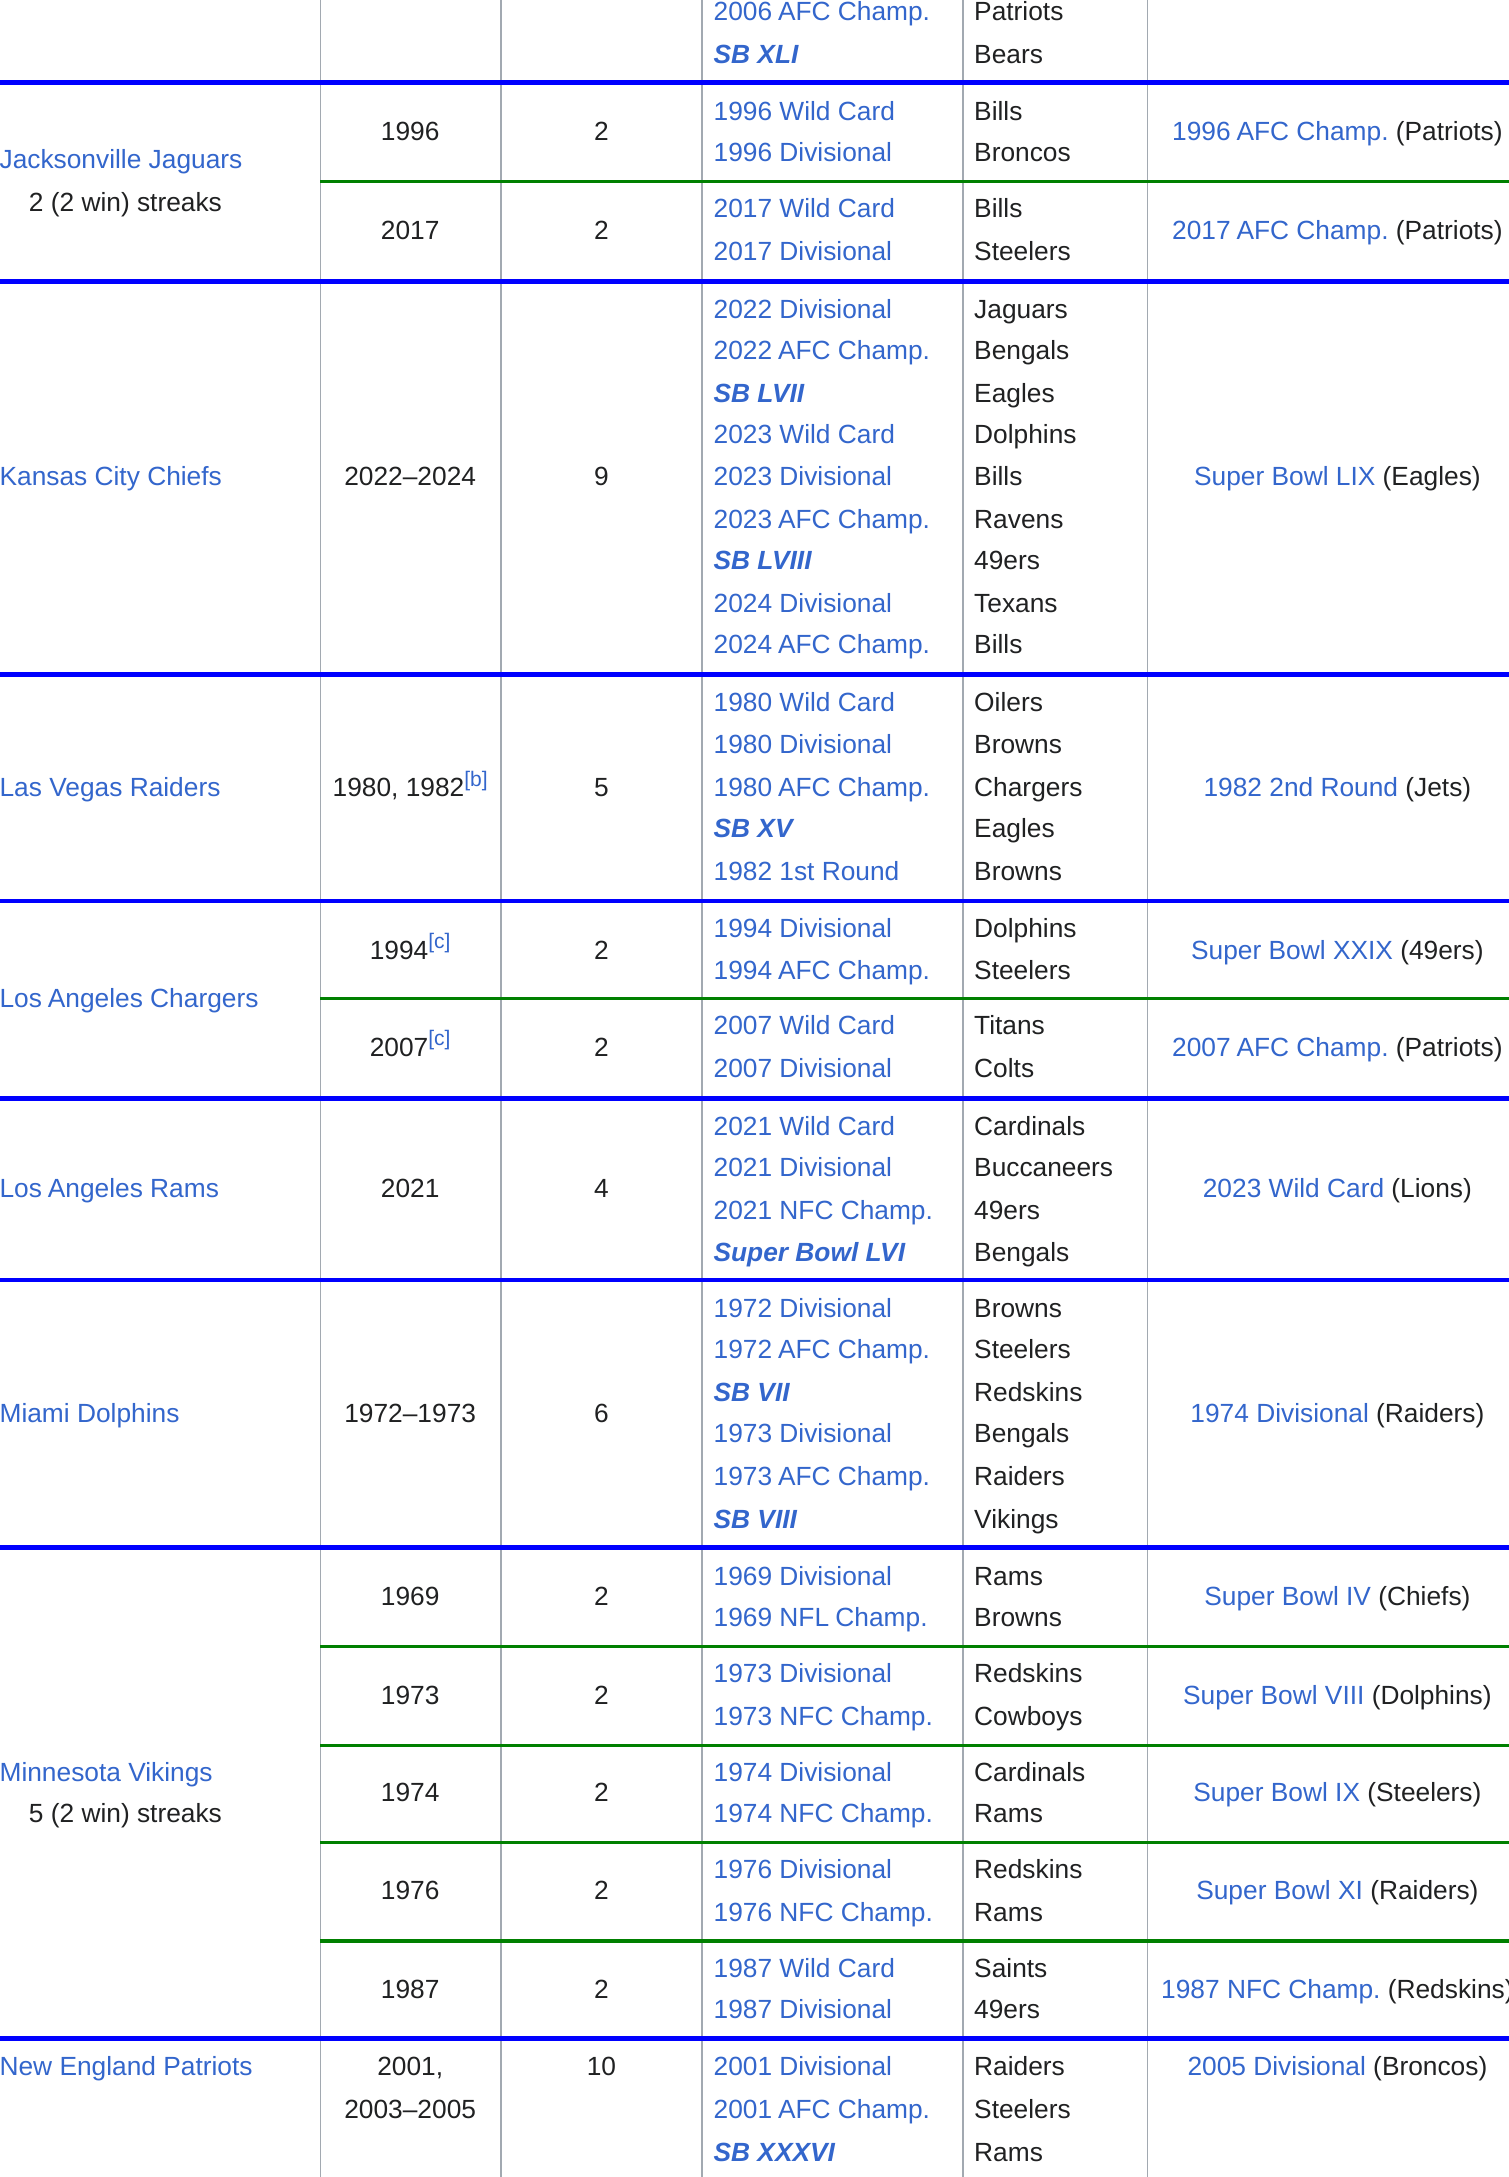 2006 AFC Champ. Patriots
SB XLI Bears
Jacksonville Jaguars
2 (2 win) streaks
1996 2
1996 Wild Card Bills
1996 Divisional Broncos
1996 AFC Champ. (Patriots)
2017 2
2017 Wild Card Bills
2017 Divisional Steelers
2017 AFC Champ. (Patriots)
Kansas City Chiefs 2022–2024 9
2022 Divisional Jaguars
2022 AFC Champ. Bengals
SB LVII Eagles
2023 Wild Card Dolphins
2023 Divisional Bills
2023 AFC Champ. Ravens
SB LVIII 49ers
2024 Divisional Texans
2024 AFC Champ. Bills
Super Bowl LIX (Eagles)
Las Vegas Raiders 1980, 1982[b] 5
1980 Wild Card Oilers
1980 Divisional Browns
1980 AFC Champ. Chargers
SB XV Eagles
1982 1st Round Browns
1982 2nd Round (Jets)
Los Angeles Chargers
1994[c] 2
1994 Divisional Dolphins
1994 AFC Champ. Steelers
Super Bowl XXIX (49ers)
2007[c] 2
2007 Wild Card Titans
2007 Divisional Colts
2007 AFC Champ. (Patriots)
Los Angeles Rams 2021 4
2021 Wild Card Cardinals
2021 Divisional Buccaneers
2021 NFC Champ. 49ers
Super Bowl LVI Bengals
2023 Wild Card (Lions)
Miami Dolphins 1972–1973 6
1972 Divisional Browns
1972 AFC Champ. Steelers
SB VII Redskins
1973 Divisional Bengals
1973 AFC Champ. Raiders
SB VIII Vikings
1974 Divisional (Raiders)
Minnesota Vikings
5 (2 win) streaks
1969 2
1969 Divisional Rams
1969 NFL Champ. Browns
Super Bowl IV (Chiefs)
1973 2
1973 Divisional Redskins
1973 NFC Champ. Cowboys
Super Bowl VIII (Dolphins)
1974 2
1974 Divisional Cardinals
1974 NFC Champ. Rams
Super Bowl IX (Steelers)
1976 2
1976 Divisional Redskins
1976 NFC Champ. Rams
Super Bowl XI (Raiders)
1987 2
1987 Wild Card Saints
1987 Divisional 49ers
1987 NFC Champ. (Redskins)
New England Patriots 2001, 10 2001 Divisional Raiders 2005 Divisional (Broncos)
2003–2005 2001 AFC Champ. Steelers
SB XXXVI Rams